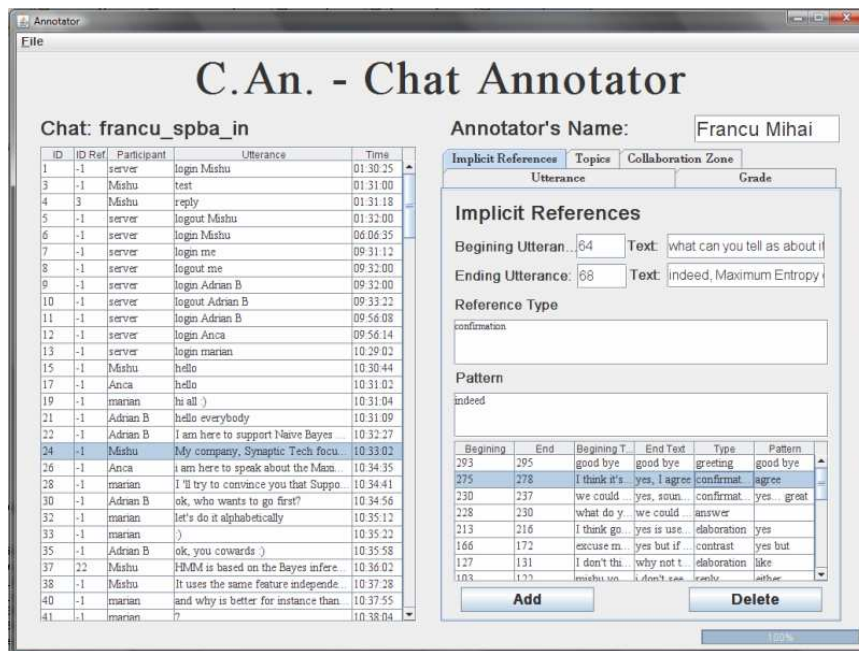 Annotator
File
C.An. - Chat Annotator
Chat: francu_spba_in
ID ID Ref. Participant Utterance Time
1 -1 server login Mishu 01:30:25
3 -1 Mishu test 01:31:00
4 3 Mishu reply 01:31:18
5 -1 server logout Mishu 01:32:00
6 -1 server login Mishu 06:06:35
7 -1 server login me 09:31:12
8 -1 server logout me 09:32:00
9 -1 server login Adrian B 09:32:00
10 -1 server logout Adrian B 09:33:22
11 -1 server login Adrian B 09:56:08
12 -1 server login Anca 09:56:14
13 -1 server login marian 10:29:02
15 -1 Mishu hello 10:30:44
17 -1 Anca hello 10:31:02
19 -1 marian hi all :) 10:31:04
21 -1 Adrian B hello everybody 10:31:09
22 -1 Adrian B I am here to support Naive Bayes ... 10:32:27
24 -1 Mishu My company, Synaptic Tech focu... 10:33:02
26 -1 Anca i am here to speak about the Maxi... 10:34:35
28 -1 marian I 'll try to convince you that Suppo... 10:34:41
30 -1 Adrian B ok, who wants to go first? 10:34:56
32 -1 marian let's do it alphabetically 10:35:12
33 -1 marian :) 10:35:22
35 -1 Adrian B ok, you cowards :) 10:35:58
37 22 Mishu HMM is based on the Bayes infere... 10:36:02
38 -1 Mishu It uses the same feature independe... 10:37:28
40 -1 marian and why is better for instance than... 10:37:55
41 -1 marian ? 10:38:04
Annotator's Name: Francu Mihai
Implicit References Topics Collaboration Zone
Utterance Grade
Implicit References
Begining Utteran... 64 Text: what can you tell as about it
Ending Utterance: 68 Text: indeed, Maximum Entropy
Reference Type
confirmation
Pattern
indeed
Begining End Begining T... End Text Type Pattern
293 295 good bye good bye greeting good bye
275 278 I think it's... yes, I agree confirmat... agree
230 237 we could ... yes, soun... confirmat... yes... great
228 230 what do y... we could ... answer
213 216 I think go... yes is use... elaboration yes
166 172 excuse m... yes but if ... contrast yes but
127 131 I don't thi... why not t... elaboration like
103 122 mishu yo... i don't see... reply either
Add Delete
100%